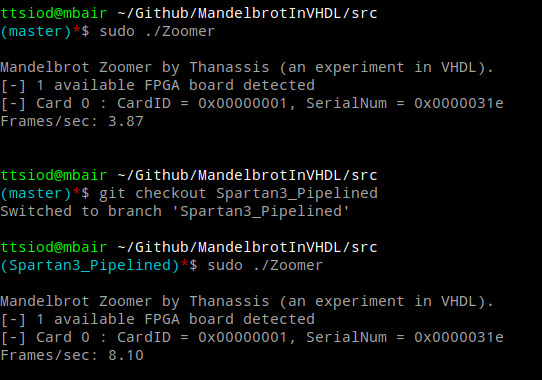 ttsiod@mbair ~/Github/MandelbrotInVHDL/src
(master)*$ sudo ./Zoomer
Mandelbrot Zoomer by Thanassis (an experiment in VHDL).
[-] 1 available FPGA board detected
[-] Card 0 : CardID = 0x00000001, SerialNum = 0x0000031e
Frames/sec: 3.87
ttsiod@mbair ~/Github/MandelbrotInVHDL/src
(master)*$ git checkout Spartan3_Pipelined
Switched to branch 'Spartan3_Pipelined'
ttsiod@mbair ~/Github/MandelbrotInVHDL/src
(Spartan3_Pipelined)*$ sudo ./Zoomer
Mandelbrot Zoomer by Thanassis (an experiment in VHDL).
[-] 1 available FPGA board detected
[-] Card 0 : CardID = 0x00000001, SerialNum = 0x0000031e
Frames/sec: 8.10